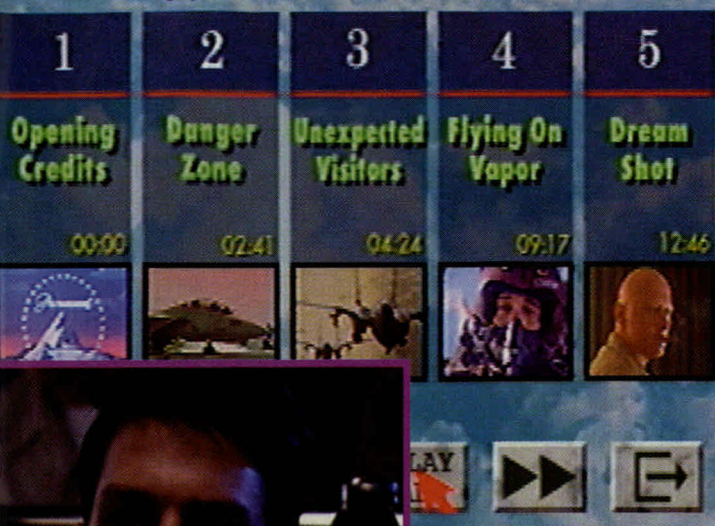 1
2
3
4
5
Opening
Credits
Danger
Zone
Unexpected
Visitors
Flying On
Vapor
Dream
Shot
00:00
02:41
04:24
09:17
12:46
Paramount